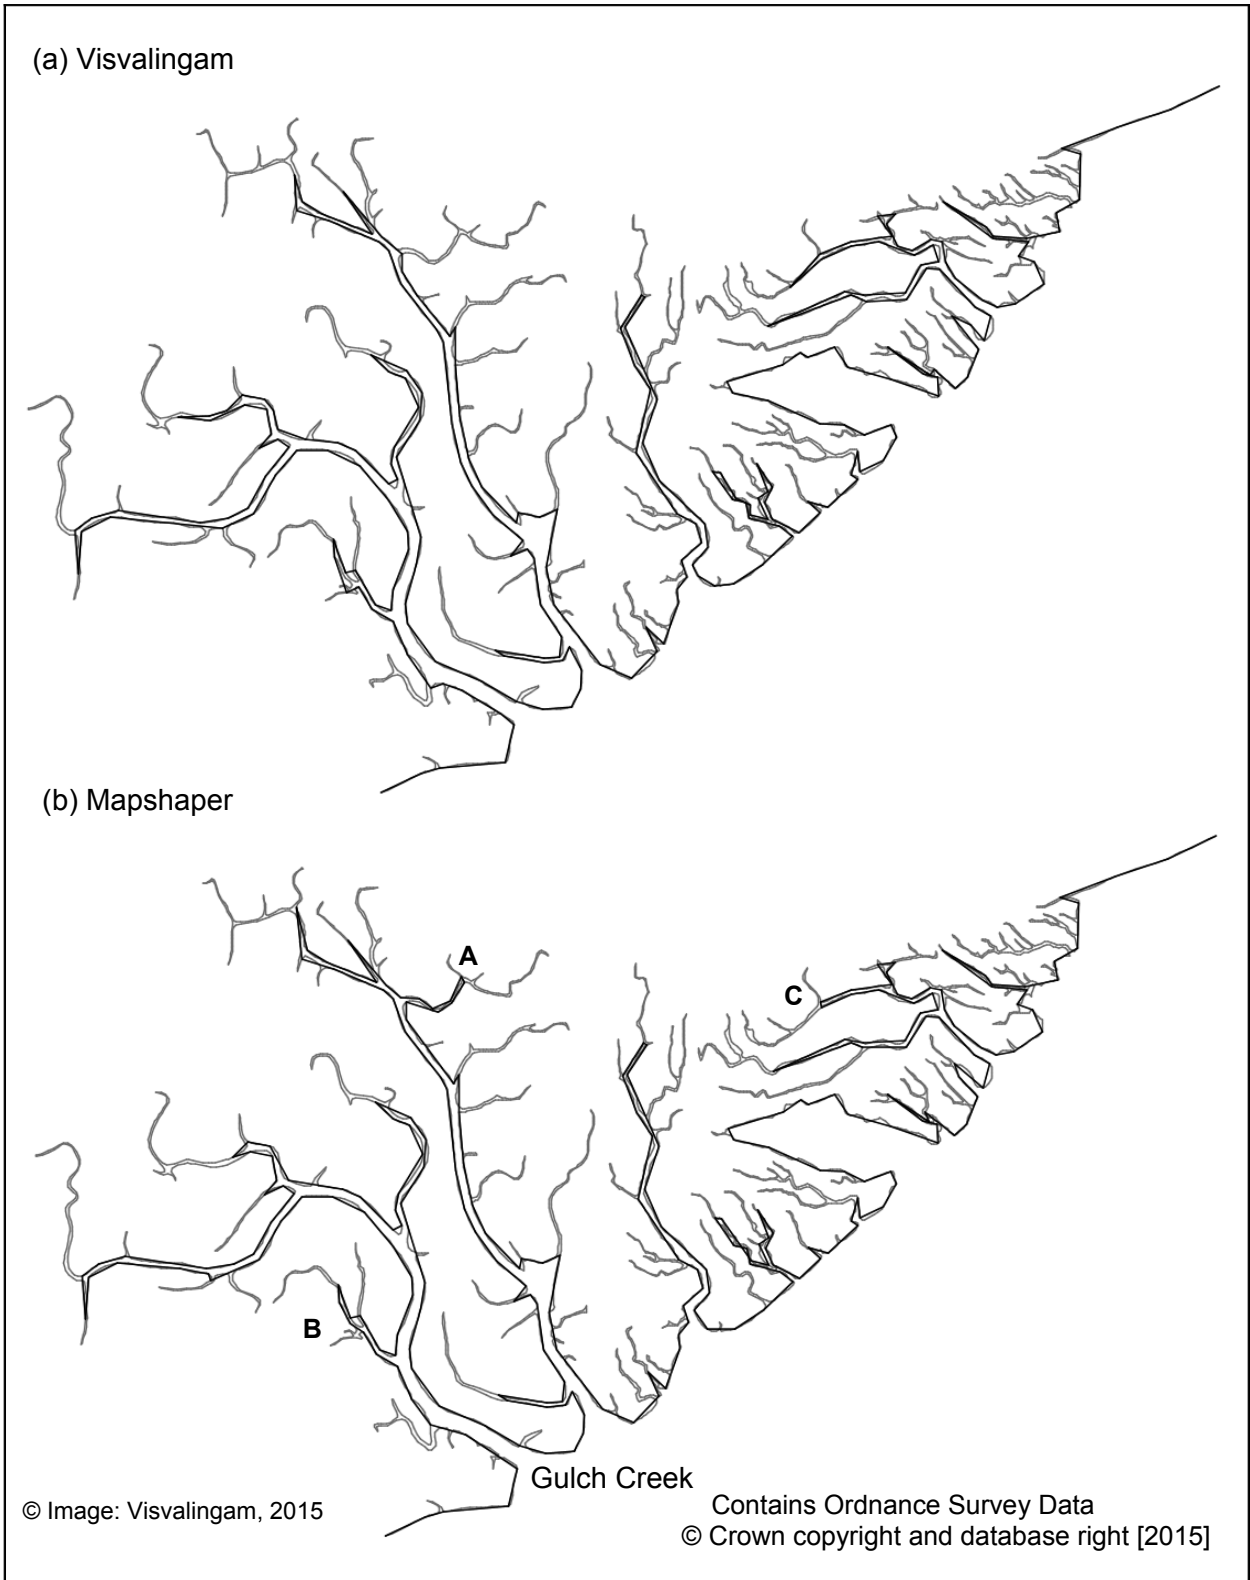 (a) Visvalingam
(b) Mapshaper
A
C
B
Gulch Creek
© Image: Visvalingam, 2015
Contains Ordnance Survey Data
© Crown copyright and database right [2015]